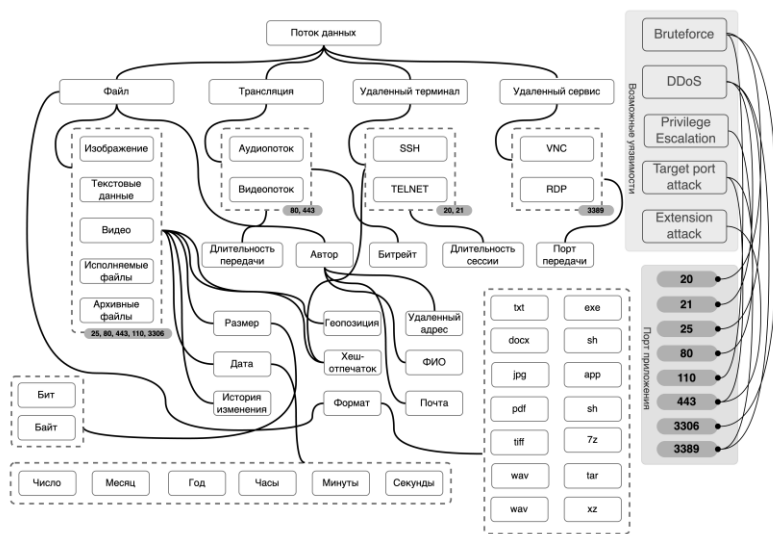 Поток данных
Файл
Трансляция
Удаленный терминал
Удаленный сервис
Изображение
Текстовые
данные
Видео
Исполняемые
файлы
Архивные
файлы
25, 80, 443, 110, 3306
Аудиопоток
Видеопоток
80, 443
SSH
TELNET
20, 21
VNC
RDP
3389
Длительность
передачи
Автор
Битрейт
Длительность
сессии
Порт
передачи
Размер
Дата
История
изменения
Геопозиция
Хеш-
отпечаток
Формат
Удаленный
адрес
ФИО
Почта
Бит
Байт
Число
Месяц
Год
Часы
Минуты
Секунды
txt
exe
docx
sh
jpg
app
pdf
sh
tiff
7z
wav
tar
wav
xz
Возможные уязвимости
Bruteforce
DDoS
Privilege
Escalation
Target port
attack
Extension
attack
Порт приложения
20
21
25
80
110
443
3306
3389